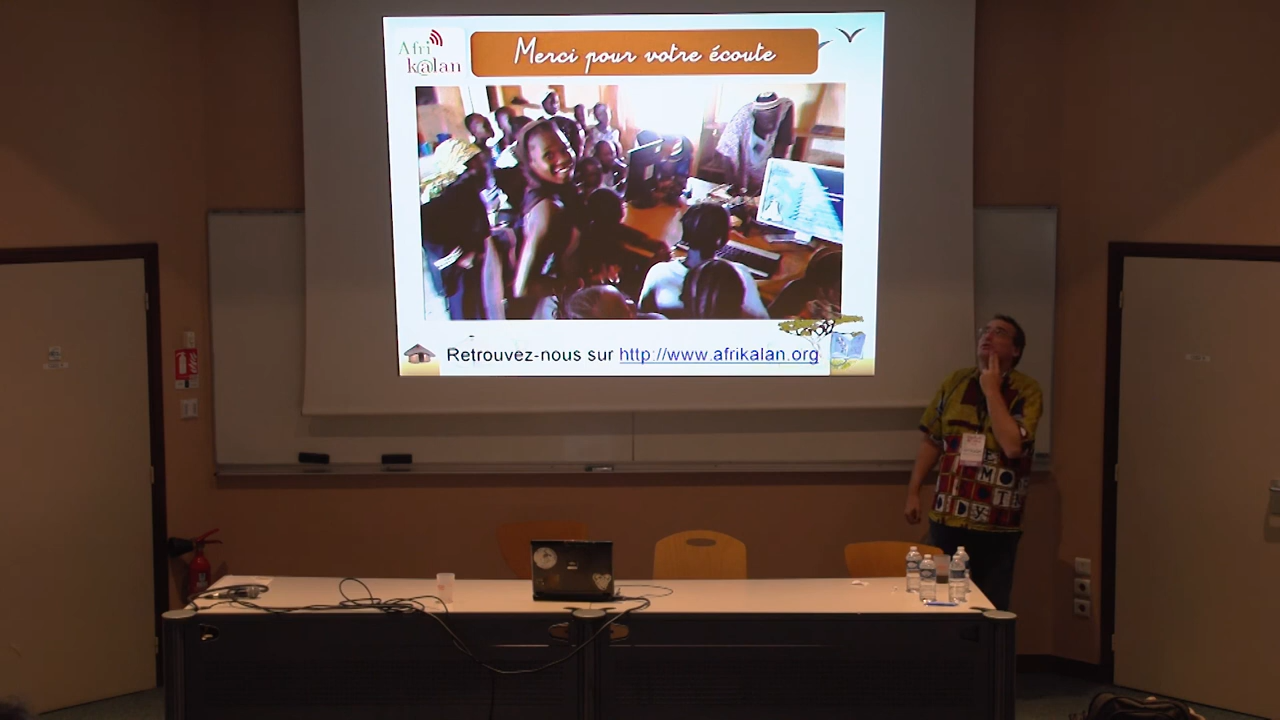 Afri
k@lan
Merci pour votre écoute
Retrouvez-nous sur http://www.afrikalan.org